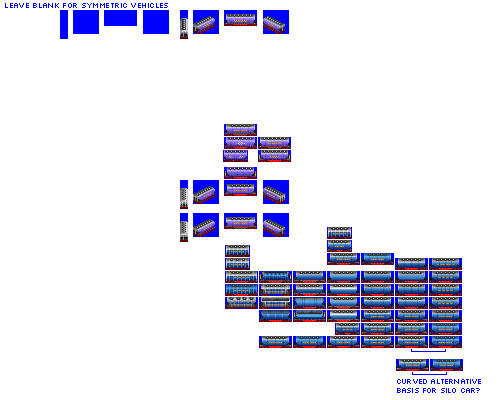 LEAVE BLANK FOR SYMMETRIC VEHICLES
CURVED ALTERNATIVE
BASIS FOR SILO CAR?